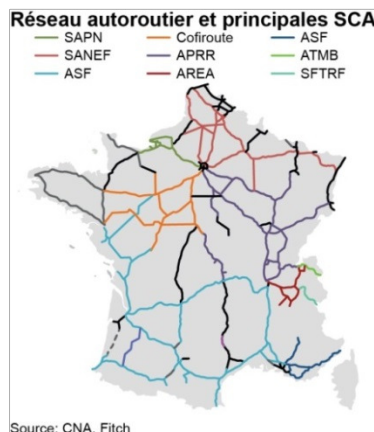 Réseau autoroutier et principales SCA
SAPN Cofiroute ASF
SANEF APRR ATMB
ASF AREA SFTRF
Source: CNA, Fitch